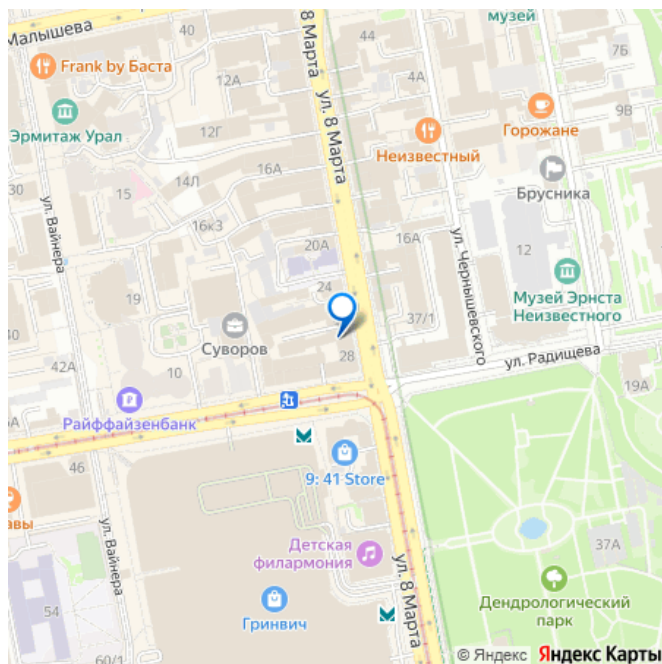 музей
Малышева
40
44
7Б
ул. 8 Марта
Frank by Баста
12А
4А
9В
Эрмитаж Урал
ул. 8 Марта
Горожане
12Г
Неизвестный
Брусника
16А
14Л
15
30
16к3
ул. Вайнера
20А
16А
12
ул. Чернышевского
24
Музей Эрнста
Неизвестного
19
37/1
Суворов
28
ул. Радищева
42А
10
19А
Райффайзенбанк
46
9: 41 Store
авы
ул. Вайнера
Детская
филармония
37А
ул. 8 Марта
54
Гринвич
Дендрологический
парк
60/1
© Яндекс Яндекс Карты